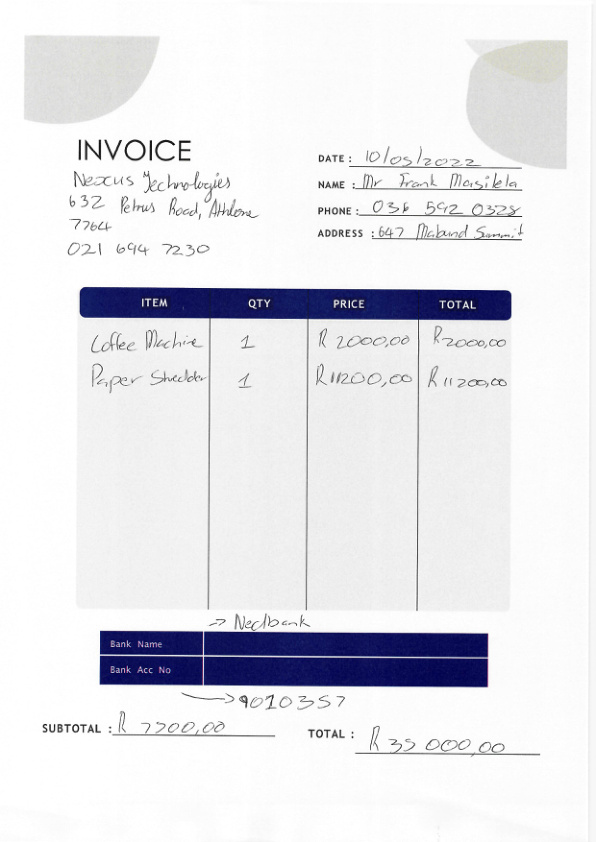 INVOICE
Nexus Technologies
632 Petrus Road, Athlone
7764
021 694 7230
DATE : 10/05/2022
NAME : Mr Frank Masilela
PHONE : 036 592 0328
ADDRESS : 647 Mabund Summit
ITEM QTY PRICE TOTAL
Coffee Machine 1 R 2000,00 R2000,00
Paper Shedder 1 R11200,00 R11200,00
→ Nedbank
Bank Name
Bank Acc No
→ 9010357
SUBTOTAL : R 7700,00
TOTAL : R 35 000,00